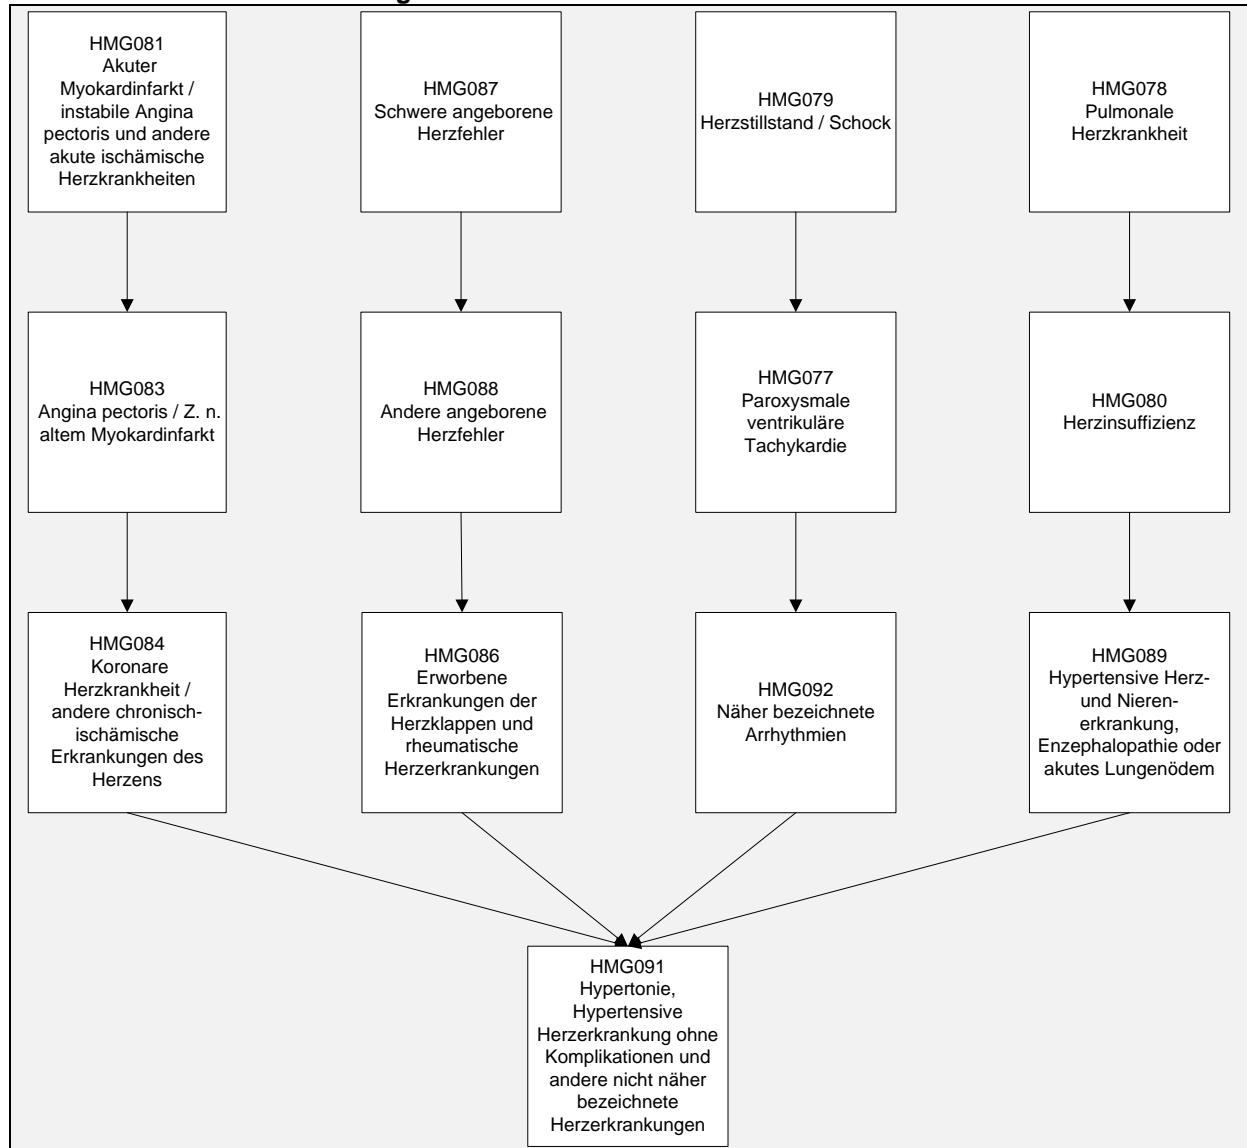 HMG081
Akuter
Myokardinfarkt /
instabile Angina
pectoris und andere
akute ischämische
Herzkrankheiten
HMG087
Schwere angeborene
Herzfehler
HMG079
Herzstillstand / Schock
HMG078
Pulmonale
Herzkrankheit
HMG083
Angina pectoris / Z. n.
altem Myokardinfarkt
HMG088
Andere angeborene
Herzfehler
HMG077
Paroxysmale
ventrikuläre
Tachykardie
HMG080
Herzinsuffizienz
HMG084
Koronare
Herzkrankheit /
andere chronisch-
ischämische
Erkrankungen des
Herzens
HMG086
Erworbene
Erkrankungen der
Herzklappen und
rheumatische
Herzerkrankungen
HMG092
Näher bezeichnete
Arrhythmien
HMG089
Hypertensive Herz-
und Nieren-
erkrankung,
Enzephalopathie oder
akutes Lungenödem
HMG091
Hypertonie,
Hypertensive
Herzerkrankung ohne
Komplikationen und
andere nicht näher
bezeichnete
Herzerkrankungen